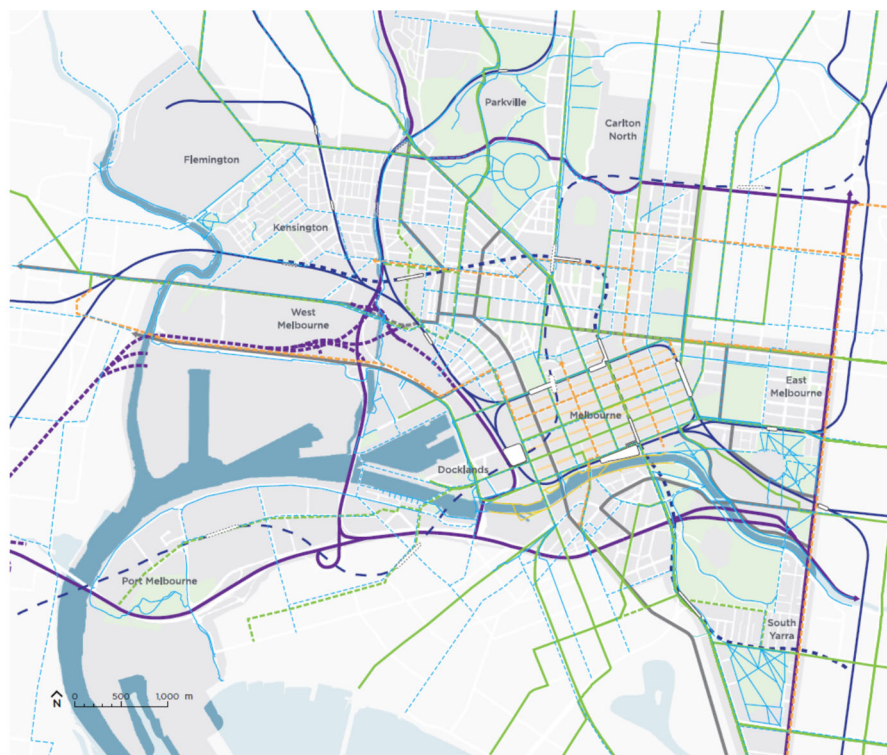 Parkville
Carlton
North
Flemington
Kensington
West
Melbourne
East
Melbourne
Melbourne
Docklands
Port Melbourne
South
Yarra
N
0 500 1,000 m